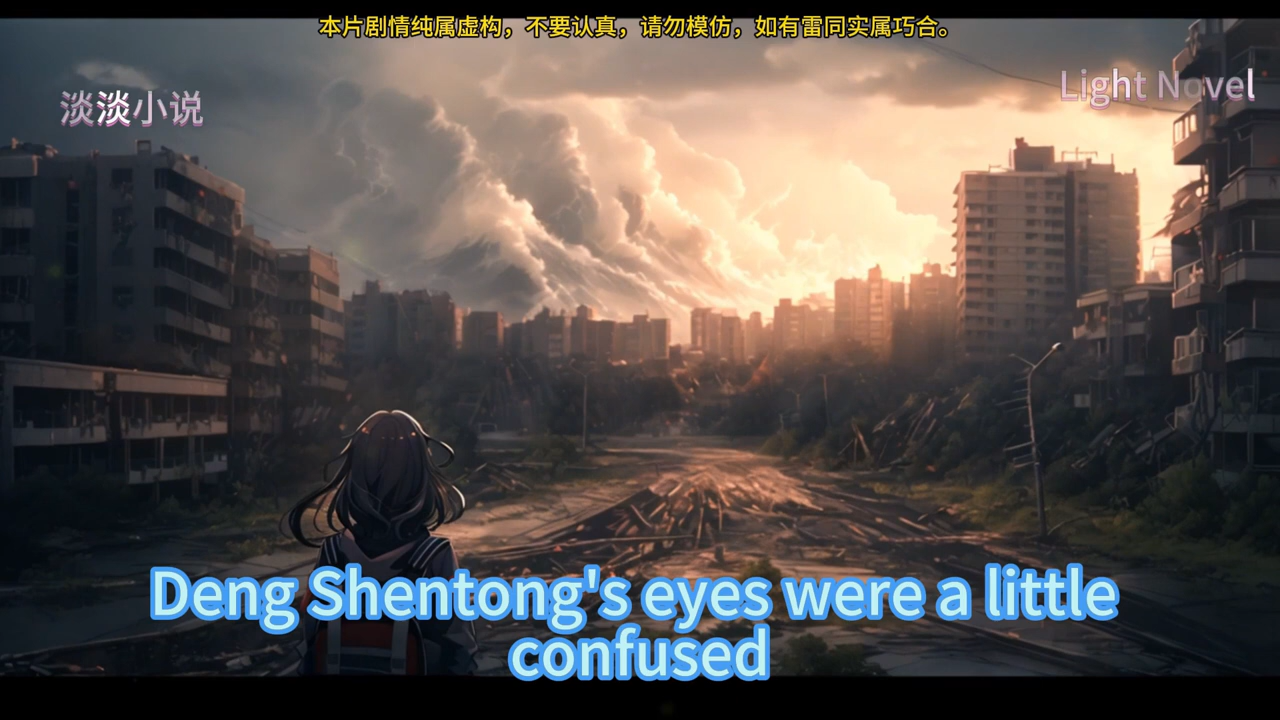 本片剧情纯属虚构，不要认真，请勿模仿，如有雷同实属巧合。
淡淡小说
Light Novel
Deng Shentong's eyes were a little
confused